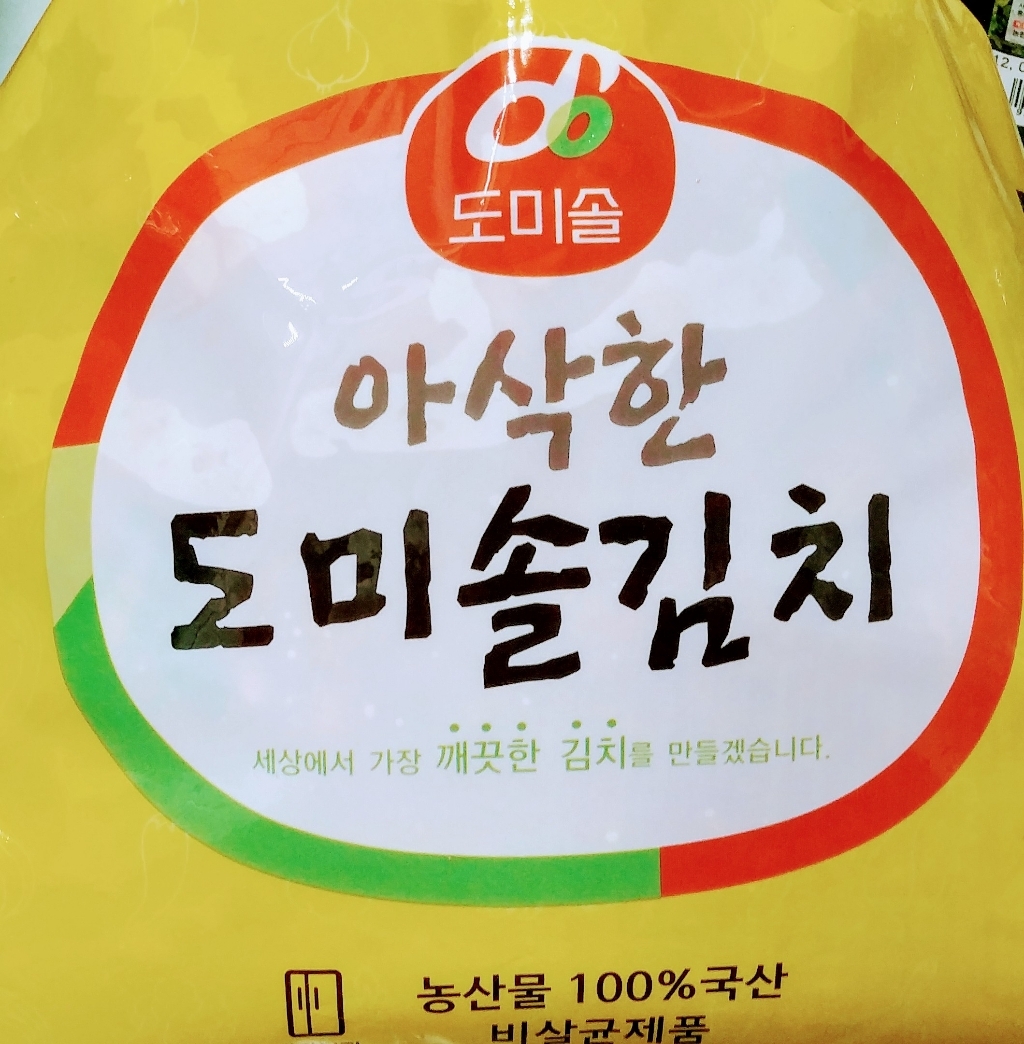 도미솔
아삭한
도미솔김치
세상에서 가장 깨끗한 김치를 만들겠습니다.
농산물 100%국산
비살균제품